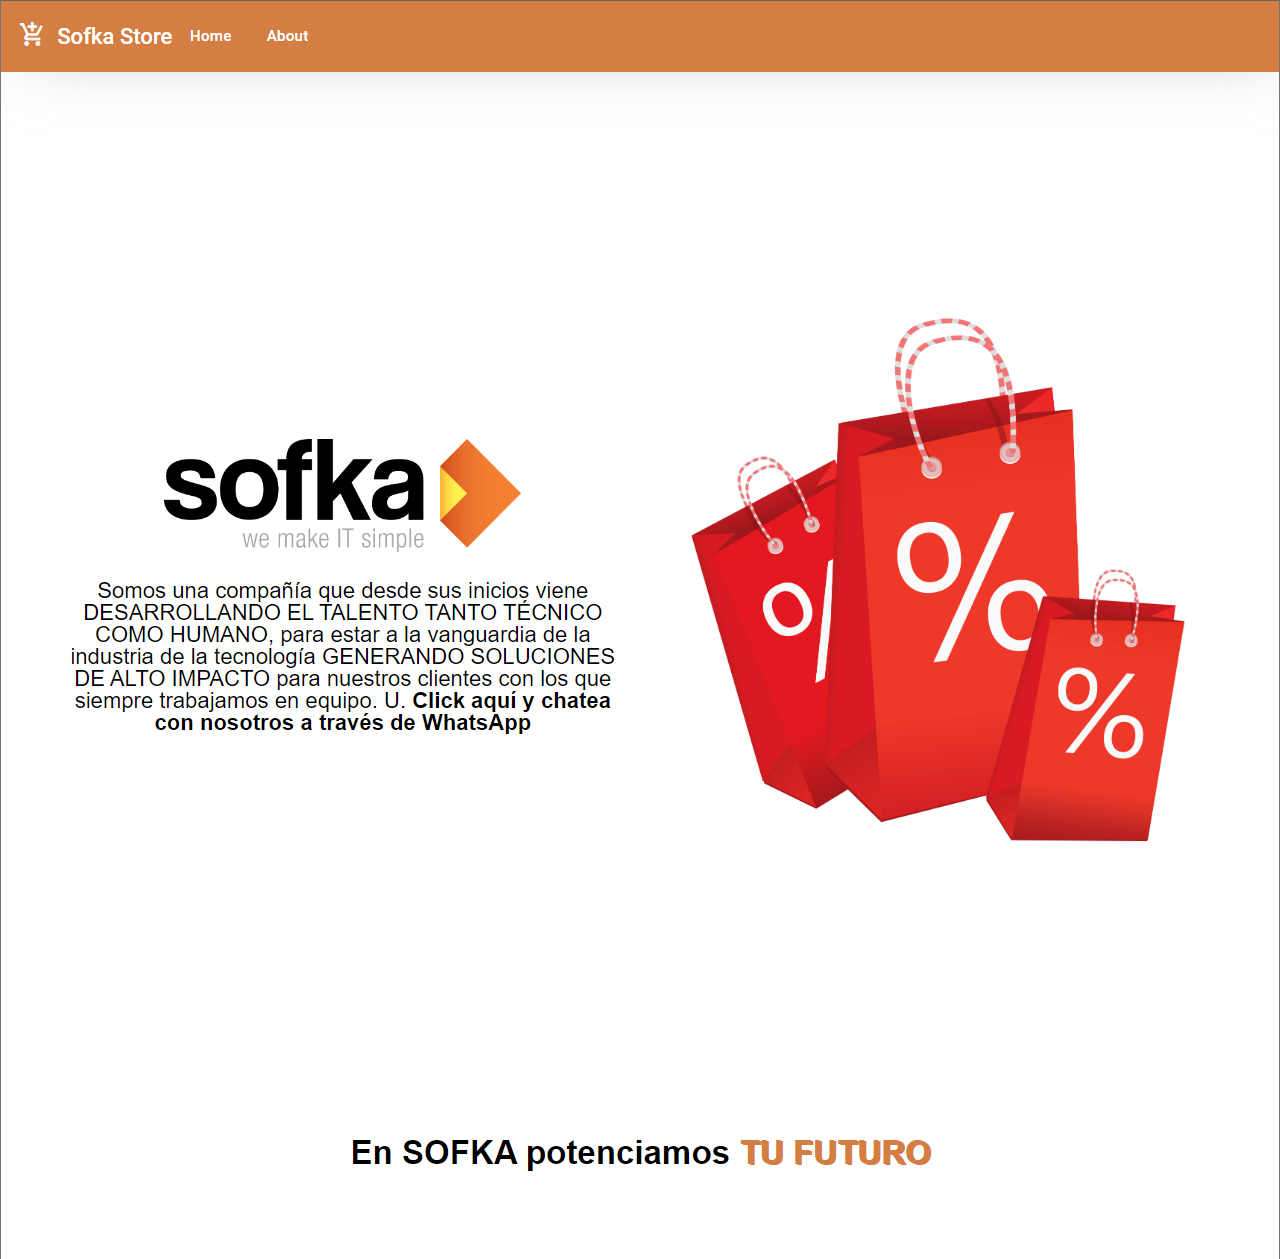 Sofka Store Home About
sofka
we make IT simple
Somos una compañía que desde sus inicios viene
DESARROLLANDO EL TALENTO TANTO TÉCNICO
COMO HUMANO, para estar a la vanguardia de la
industria de la tecnología GENERANDO SOLUCIONES
DE ALTO IMPACTO para nuestros clientes con los que
siempre trabajamos en equipo. U. Click aquí y chatea
con nosotros a través de WhatsApp
%
%
%
En SOFKA potenciamos TU FUTURO